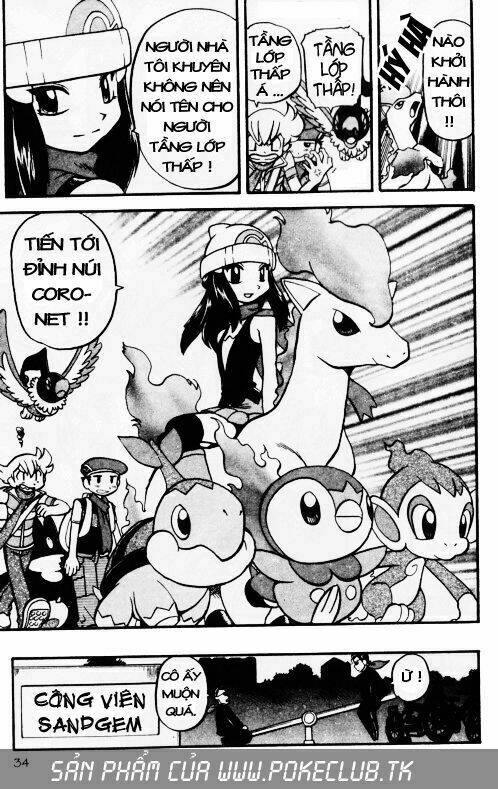 NGƯỜI NHÀ
TÔI KHUYÊN
KHÔNG NÊN
NÓI TÊN CHO
NGƯỜI
TẦNG LỚP
THẤP !
TẦNG
LỚP
THẤP
Á ...
TẦNG
LỚP
THẤP!
HÝ HÀ
NÀO
KHỞI
HÀNH
THÔI
!!
TIẾN TỚI
ĐỈNH NÚI
CORO-
NET !!
CÔNG VIÊN
SANDGEM
CÔ ẤY
MUỘN
QUÁ.
Ừ !
34
SẢN PHẨM CỦA WWW.POKECLUB.TK